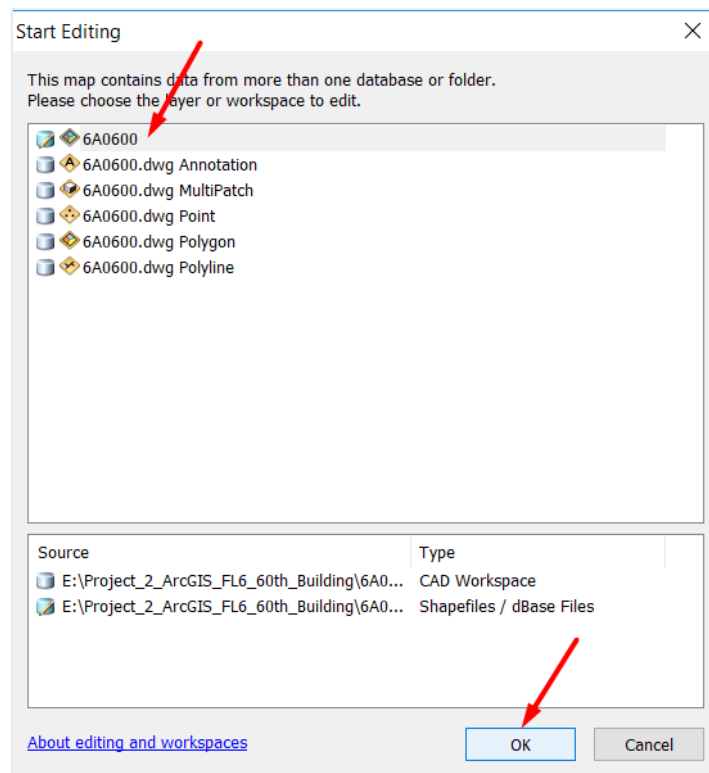 Start Editing
This map contains data from more than one database or folder.
Please choose the layer or workspace to edit.
6A0600
6A0600.dwg Annotation
6A0600.dwg MultiPatch
6A0600.dwg Point
6A0600.dwg Polygon
6A0600.dwg Polyline
Source Type
E:\Project_2_ArcGIS_FL6_60th_Building\6A0... CAD Workspace
E:\Project_2_ArcGIS_FL6_60th_Building\6A0... Shapefiles / dBase Files
About editing and workspaces OK Cancel